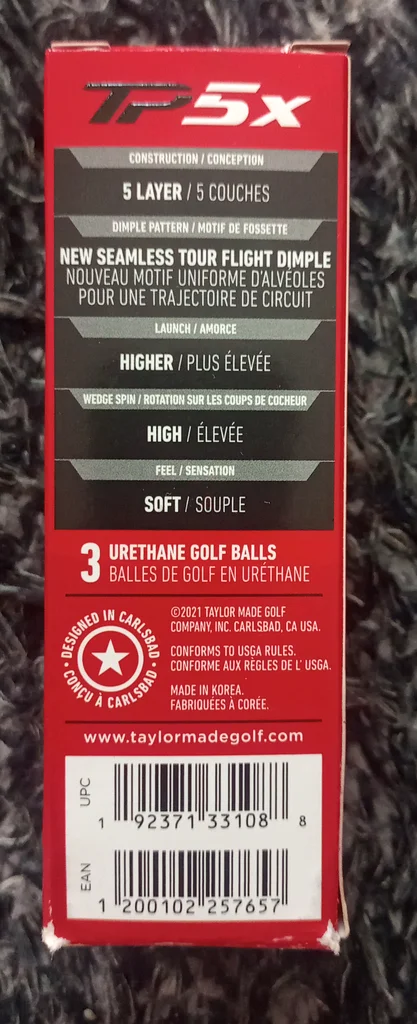 TP5x
CONSTRUCTION / CONCEPTION
5 LAYER / 5 COUCHES
DIMPLE PATTERN / MOTIF DE FOSSETTE
NEW SEAMLESS TOUR FLIGHT DIMPLE
NOUVEAU MOTIF UNIFORME D'ALVÉOLES
POUR UNE TRAJECTOIRE DE CIRCUIT
LAUNCH / AMORCE
HIGHER / PLUS ÉLEVÉE
WEDGE SPIN / ROTATION SUR LES COUPS DE COCHEUR
HIGH / ÉLEVÉE
FEEL / SENSATION
SOFT / SOUPLE
3 URETHANE GOLF BALLS
BALLES DE GOLF EN URÉTHANE
DESIGNED IN CARLSBAD
CONÇU À CARLSBAD
©2021 TAYLOR MADE GOLF
COMPANY, INC. CARLSBAD, CA USA.
CONFORMS TO USGA RULES.
CONFORME AUX RÈGLES DE L' USGA.
MADE IN KOREA.
FABRIQUÉES À CORÉE.
www.taylormadegolf.com
UPC
1 92371 33108 8
EAN
1 200102 257657